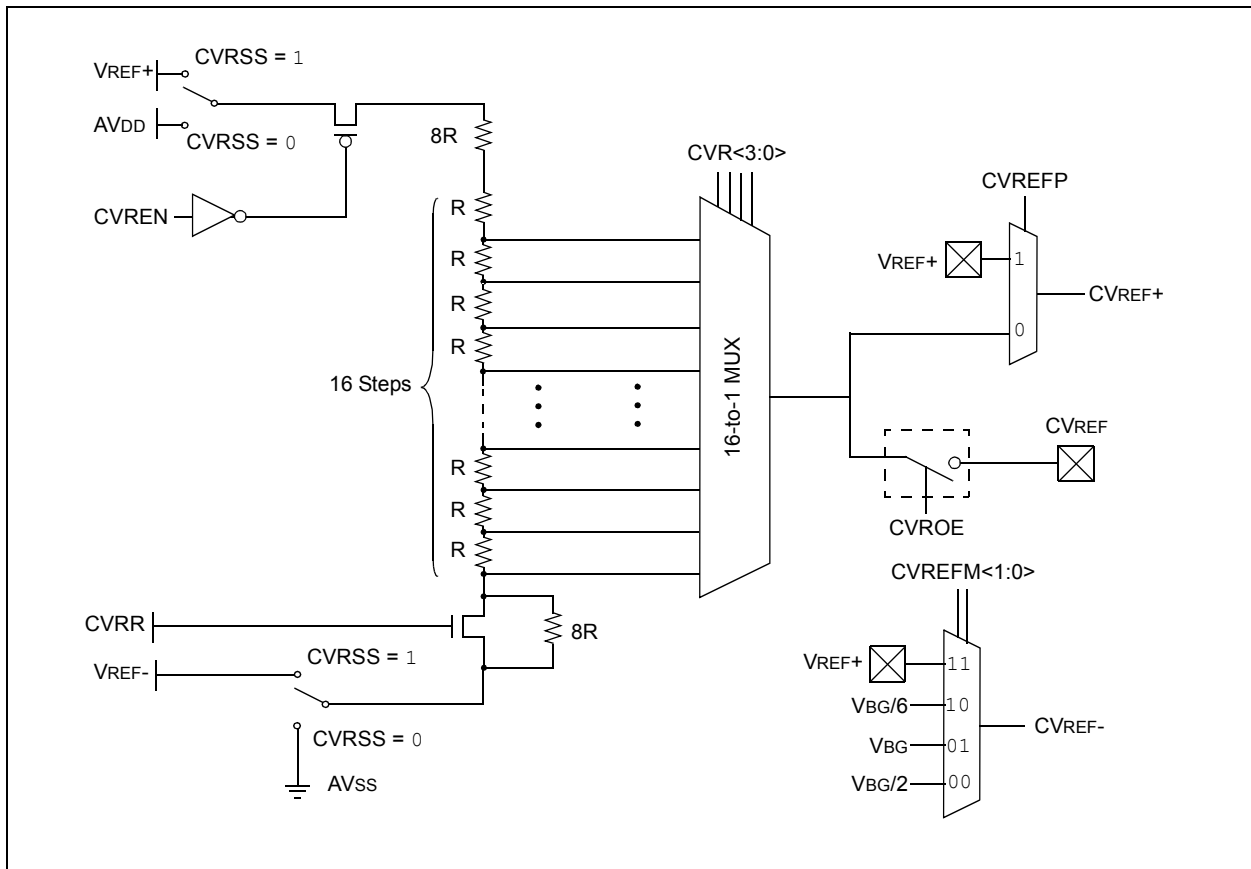 CVRSS = 1
VREF+
AVDD
CVRSS = 0
8R
CVREN
CVR<3:0>
CVREFP
R
R
R
R
VREF+
1
CVREF+
0
16 Steps
16-to-1 MUX
CVREF
R
R
R
CVROE
CVREFM<1:0>
CVRR
8R
CVRSS = 1
VREF-
VREF+
11
VBG/6
10
CVREF-
VBG
01
CVRSS = 0
VBG/2
00
AVSS